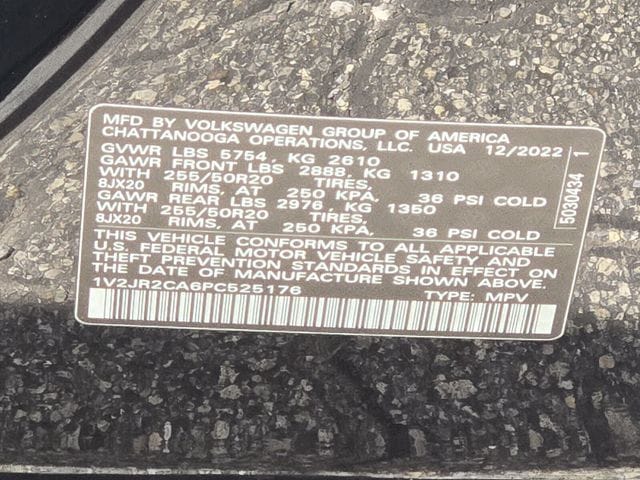 MFD BY VOLKSWAGEN GROUP OF AMERICA
CHATTANOOGA OPERATIONS, LLC. USA 12/2022
GVWR LBS 5754, KG 2610
GAWR FRONT LBS 2888, KG 1310
WITH 255/50R20 TIRES,
8JX20 RIMS, AT 250 KPA, 36 PSI COLD
GAWR REAR LBS 2976, KG 1350
WITH 255/50R20 TIRES,
8JX20 RIMS, AT 250 KPA, 36 PSI COLD
THIS VEHICLE CONFORMS TO ALL APPLICABLE
U.S. FEDERAL MOTOR VEHICLE SAFETY AND
THEFT PREVENTION STANDARDS IN EFFECT ON
THE DATE OF MANUFACTURE SHOWN ABOVE.
1V2JR2CA6PC525176 TYPE: MPV
5030434 1